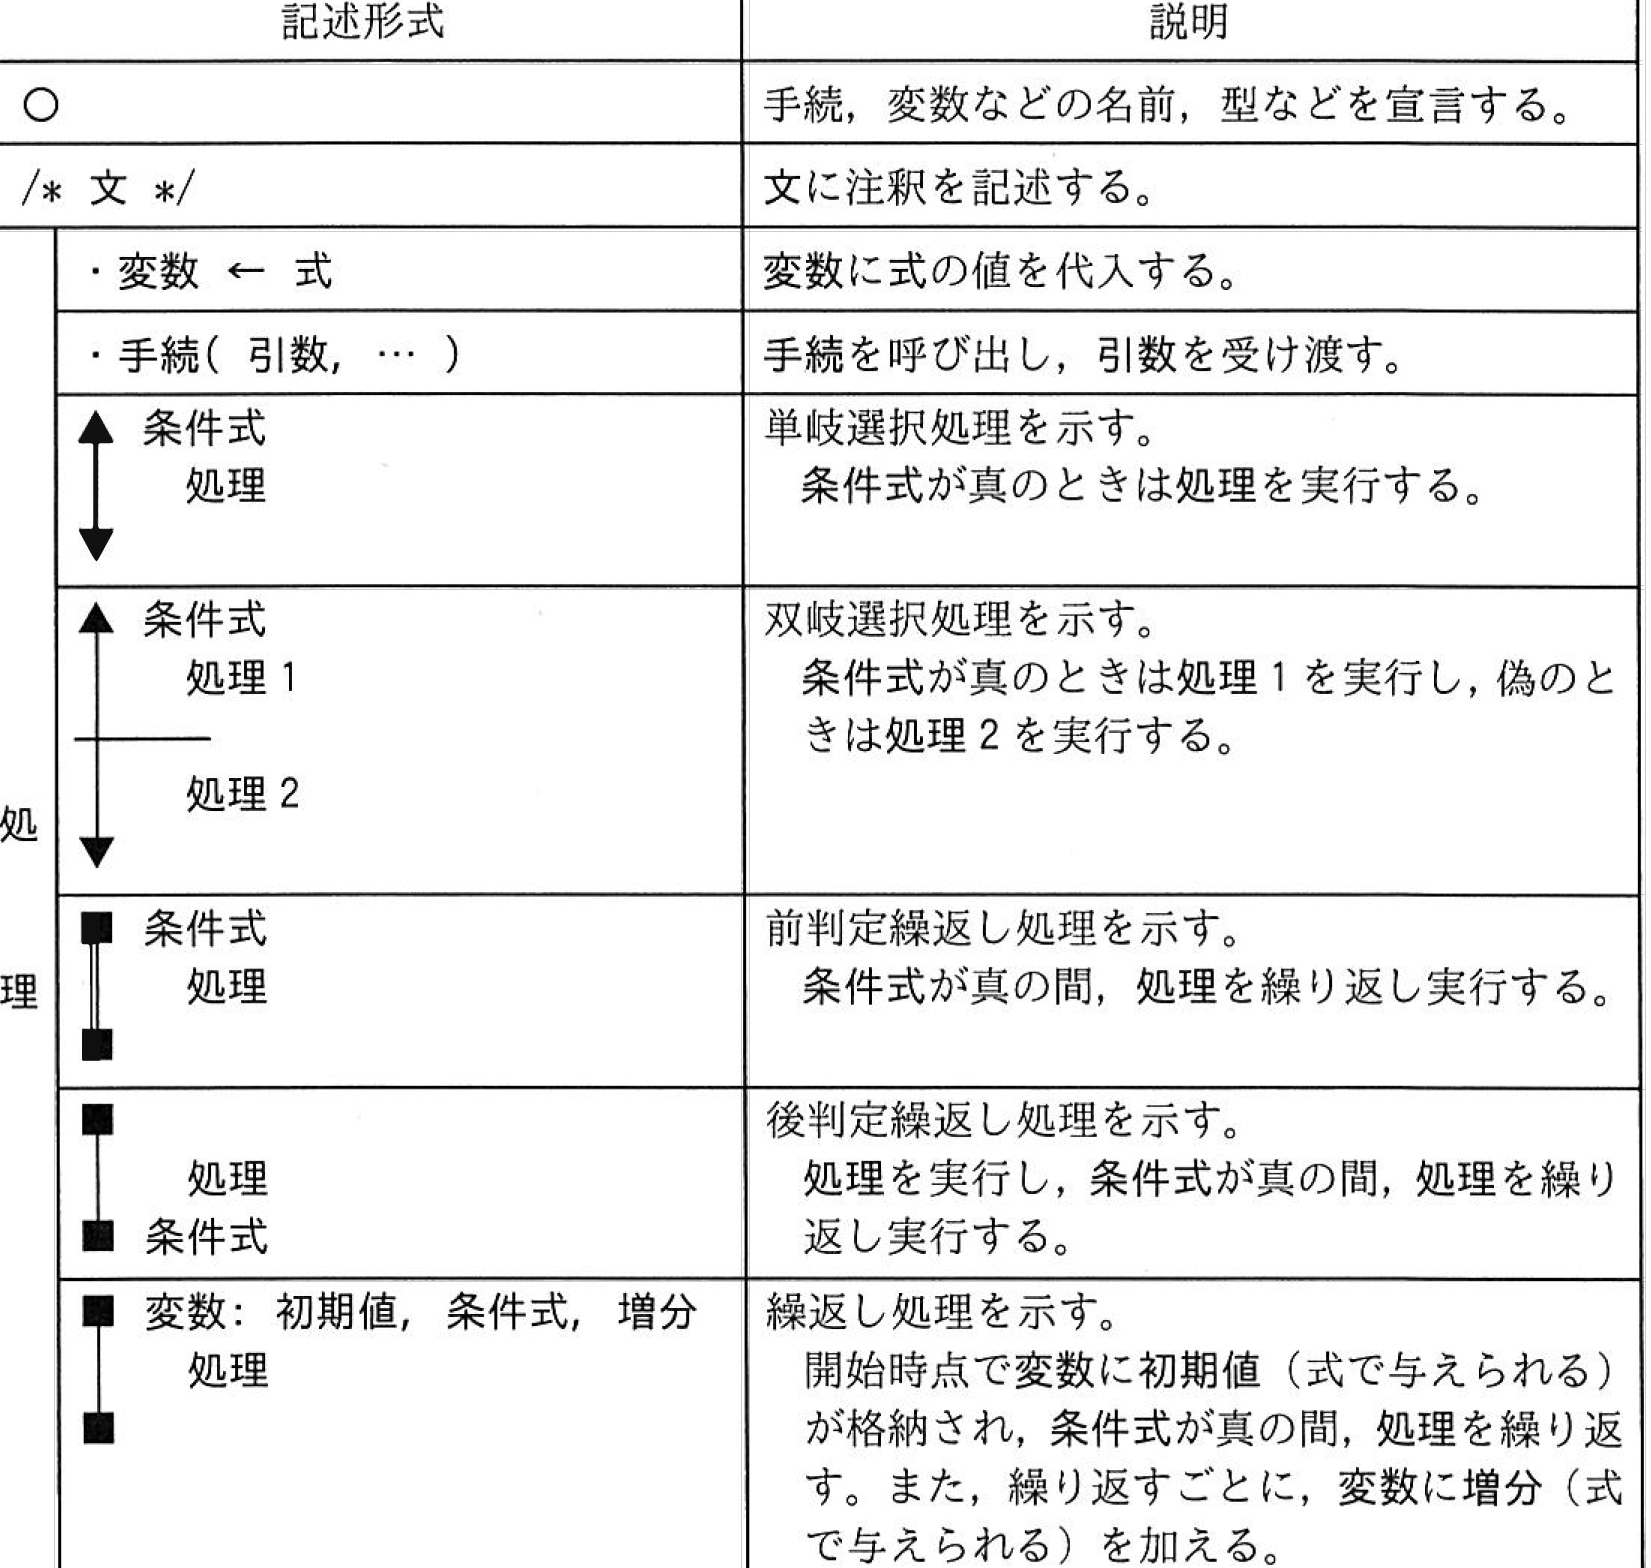 記述形式 説明
○ 手続，変数などの名前，型などを宣言する。
/* 文 */ 文に注釈を記述する。
処理
・変数 ← 式 変数に式の値を代入する。
・手続( 引数, … ) 手続を呼び出し，引数を受け渡す。
条件式 単岐選択処理を示す。
処理 条件式が真のときは処理を実行する。
条件式 双岐選択処理を示す。
処理1 条件式が真のときは処理1を実行し，偽のと
きは処理2を実行する。
処理2
条件式 前判定繰返し処理を示す。
処理 条件式が真の間，処理を繰り返し実行する。
後判定繰返し処理を示す。
処理 処理を実行し，条件式が真の間，処理を繰り
条件式 返し実行する。
変数: 初期値, 条件式, 増分 繰返し処理を示す。
処理 開始時点で変数に初期値（式で与えられる）
が格納され，条件式が真の間，処理を繰り返
す。また，繰り返すごとに，変数に増分（式
で与えられる）を加える。